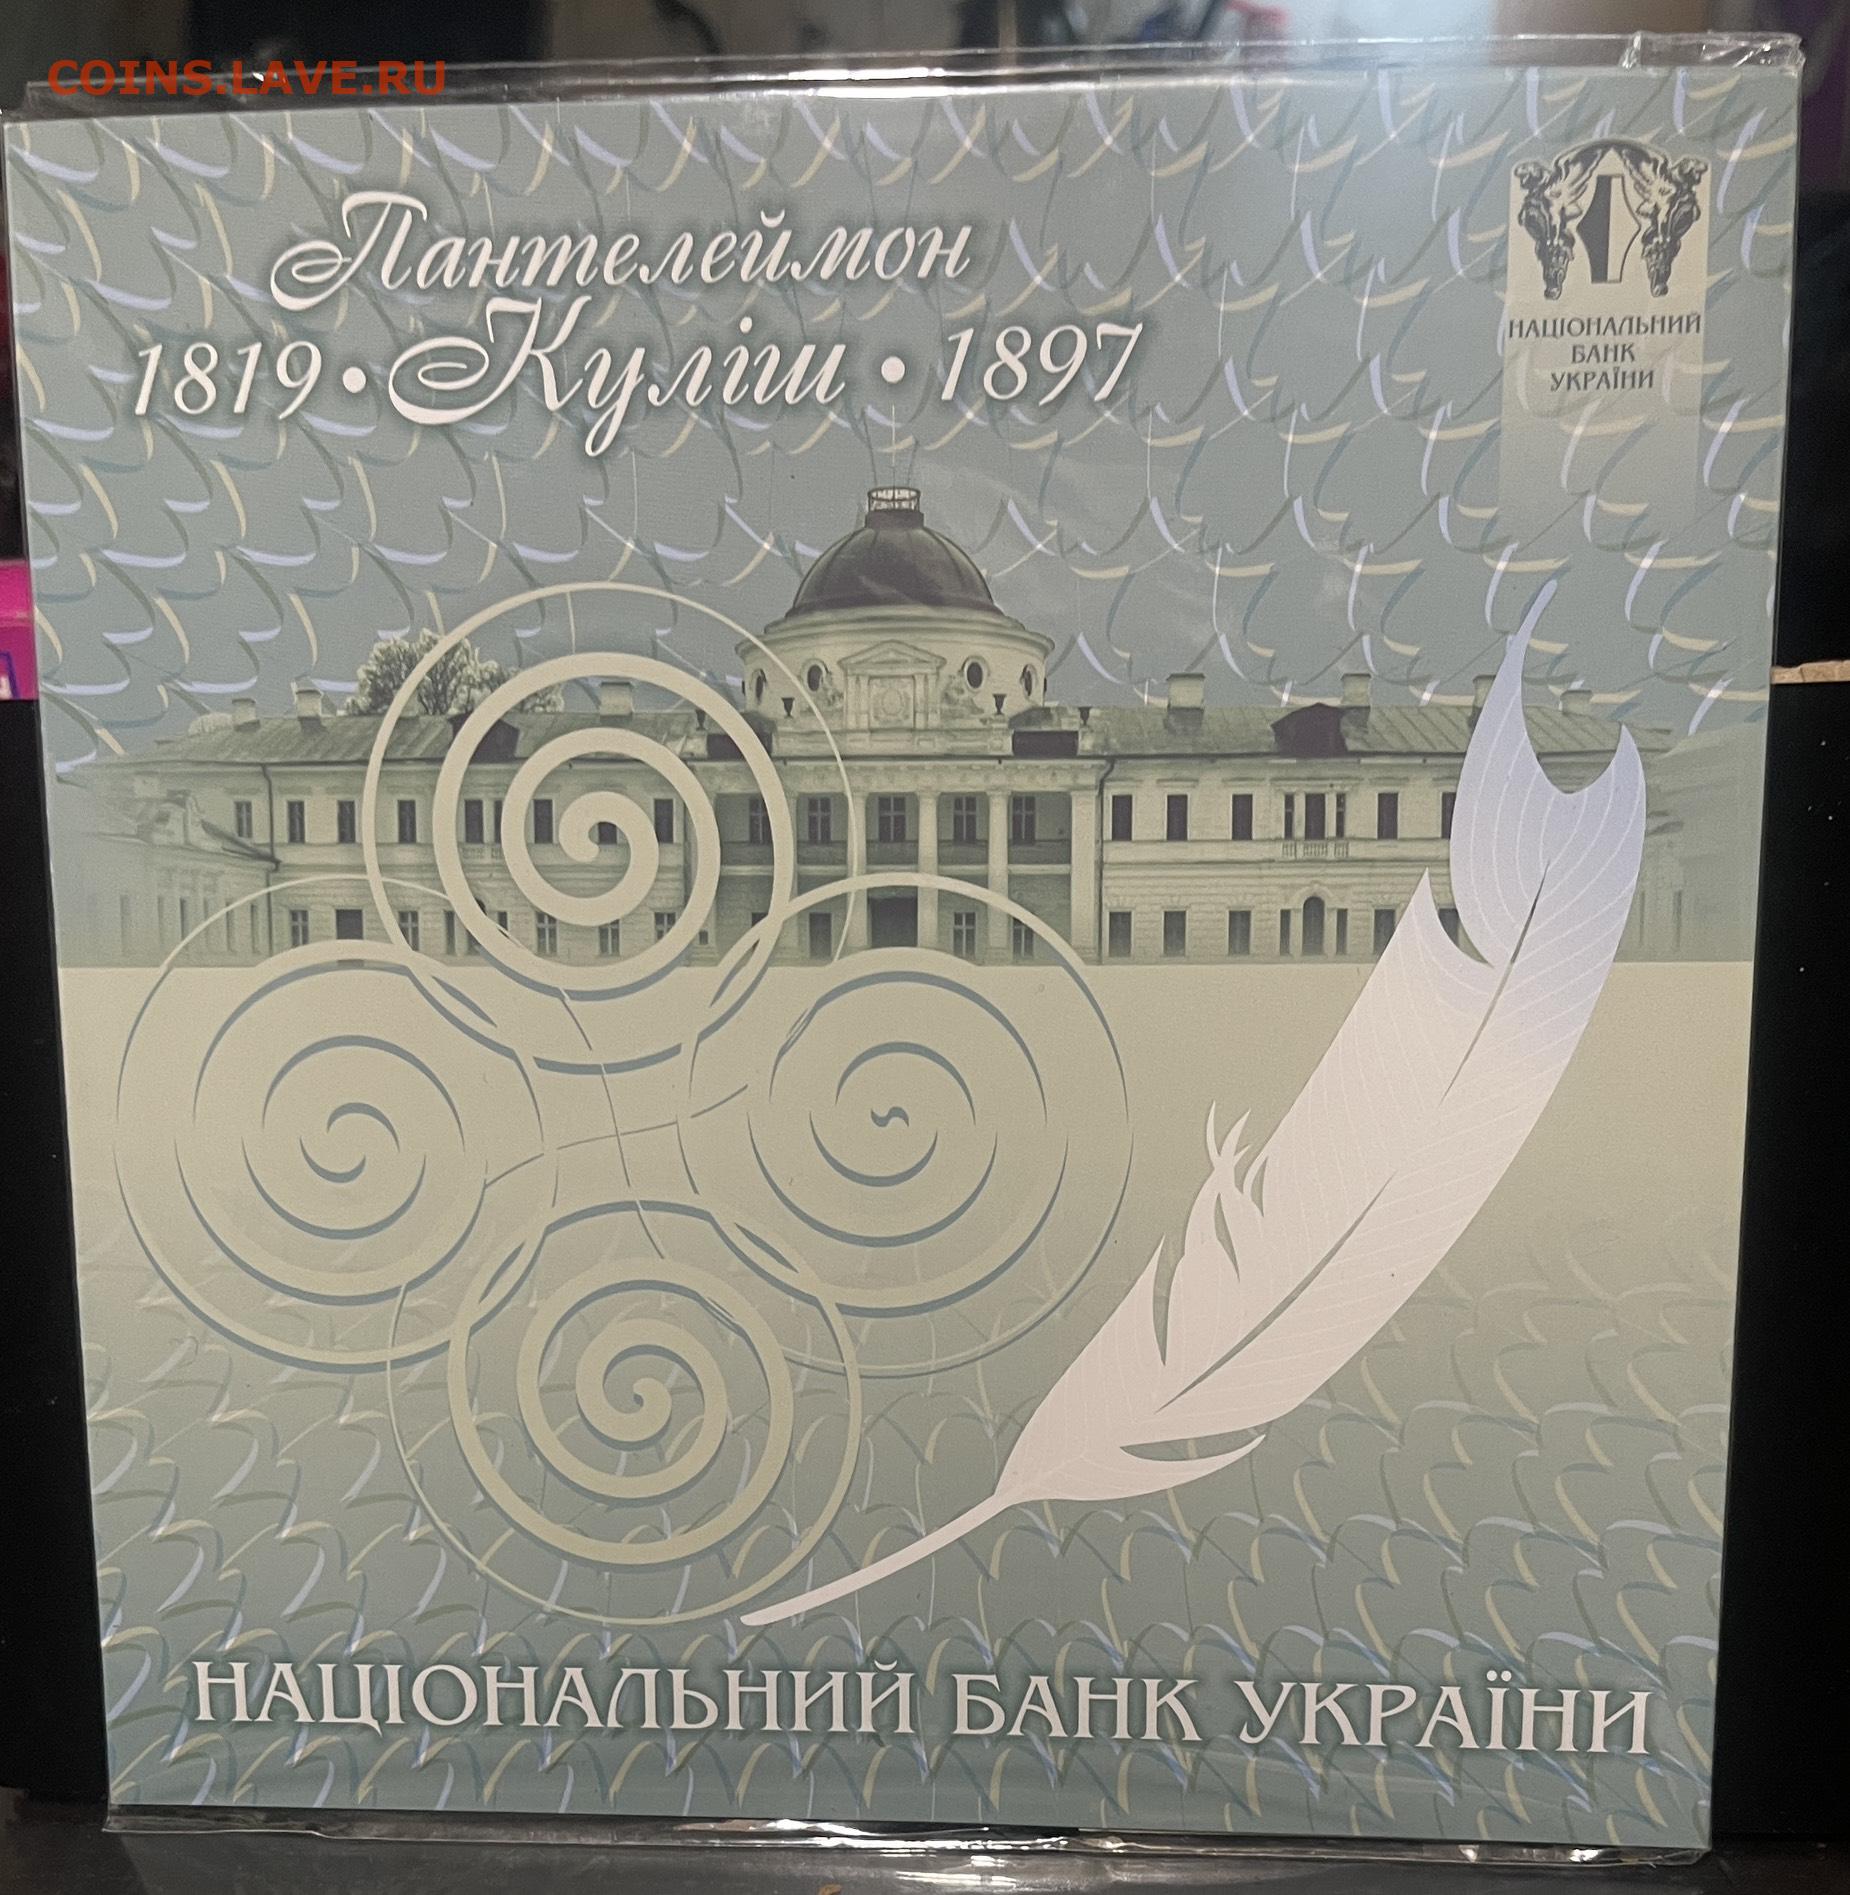 COINS.LAVE.RU
Пантелеймон
1819 • Куліш • 1897
НАЦІОНАЛЬНИЙ
БАНК
УКРАЇНИ
НАЦІОНАЛЬНИЙ БАНК УКРАЇНИ